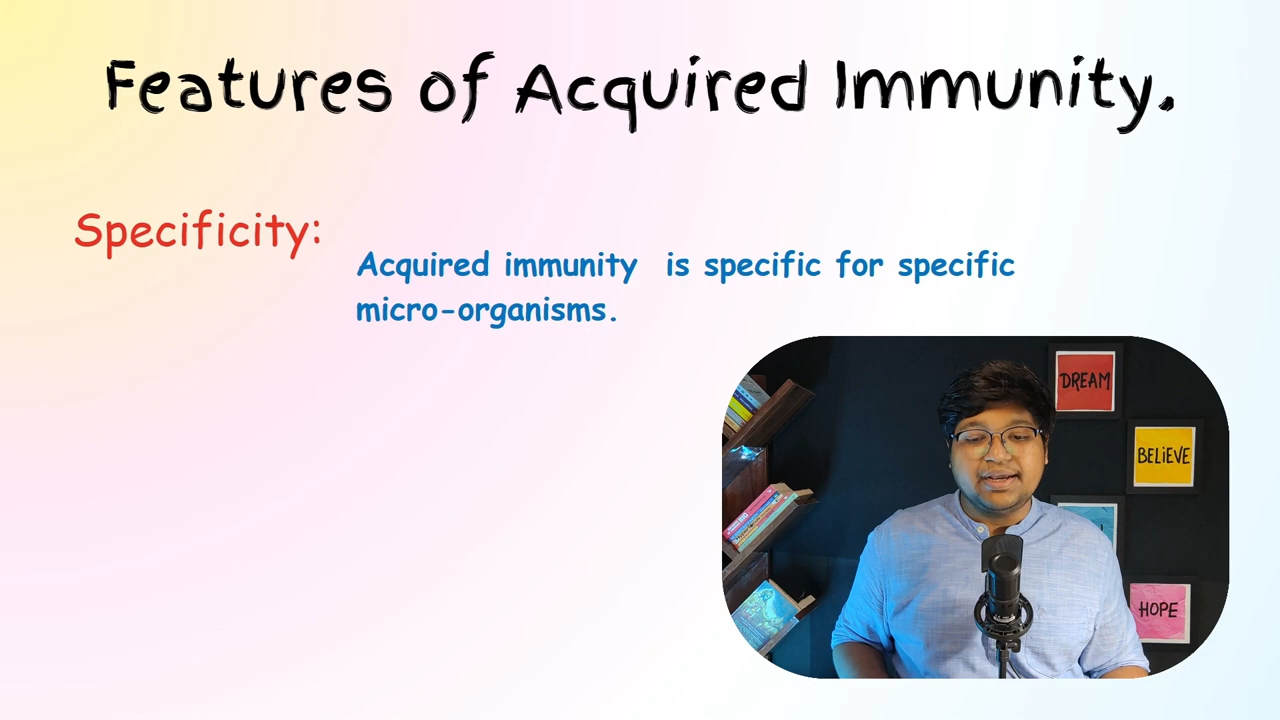 Features of Acquired Immunity.
Specificity:
Acquired immunity is specific for specific
micro-organisms.
DREAM
BELiEVE
HOPE